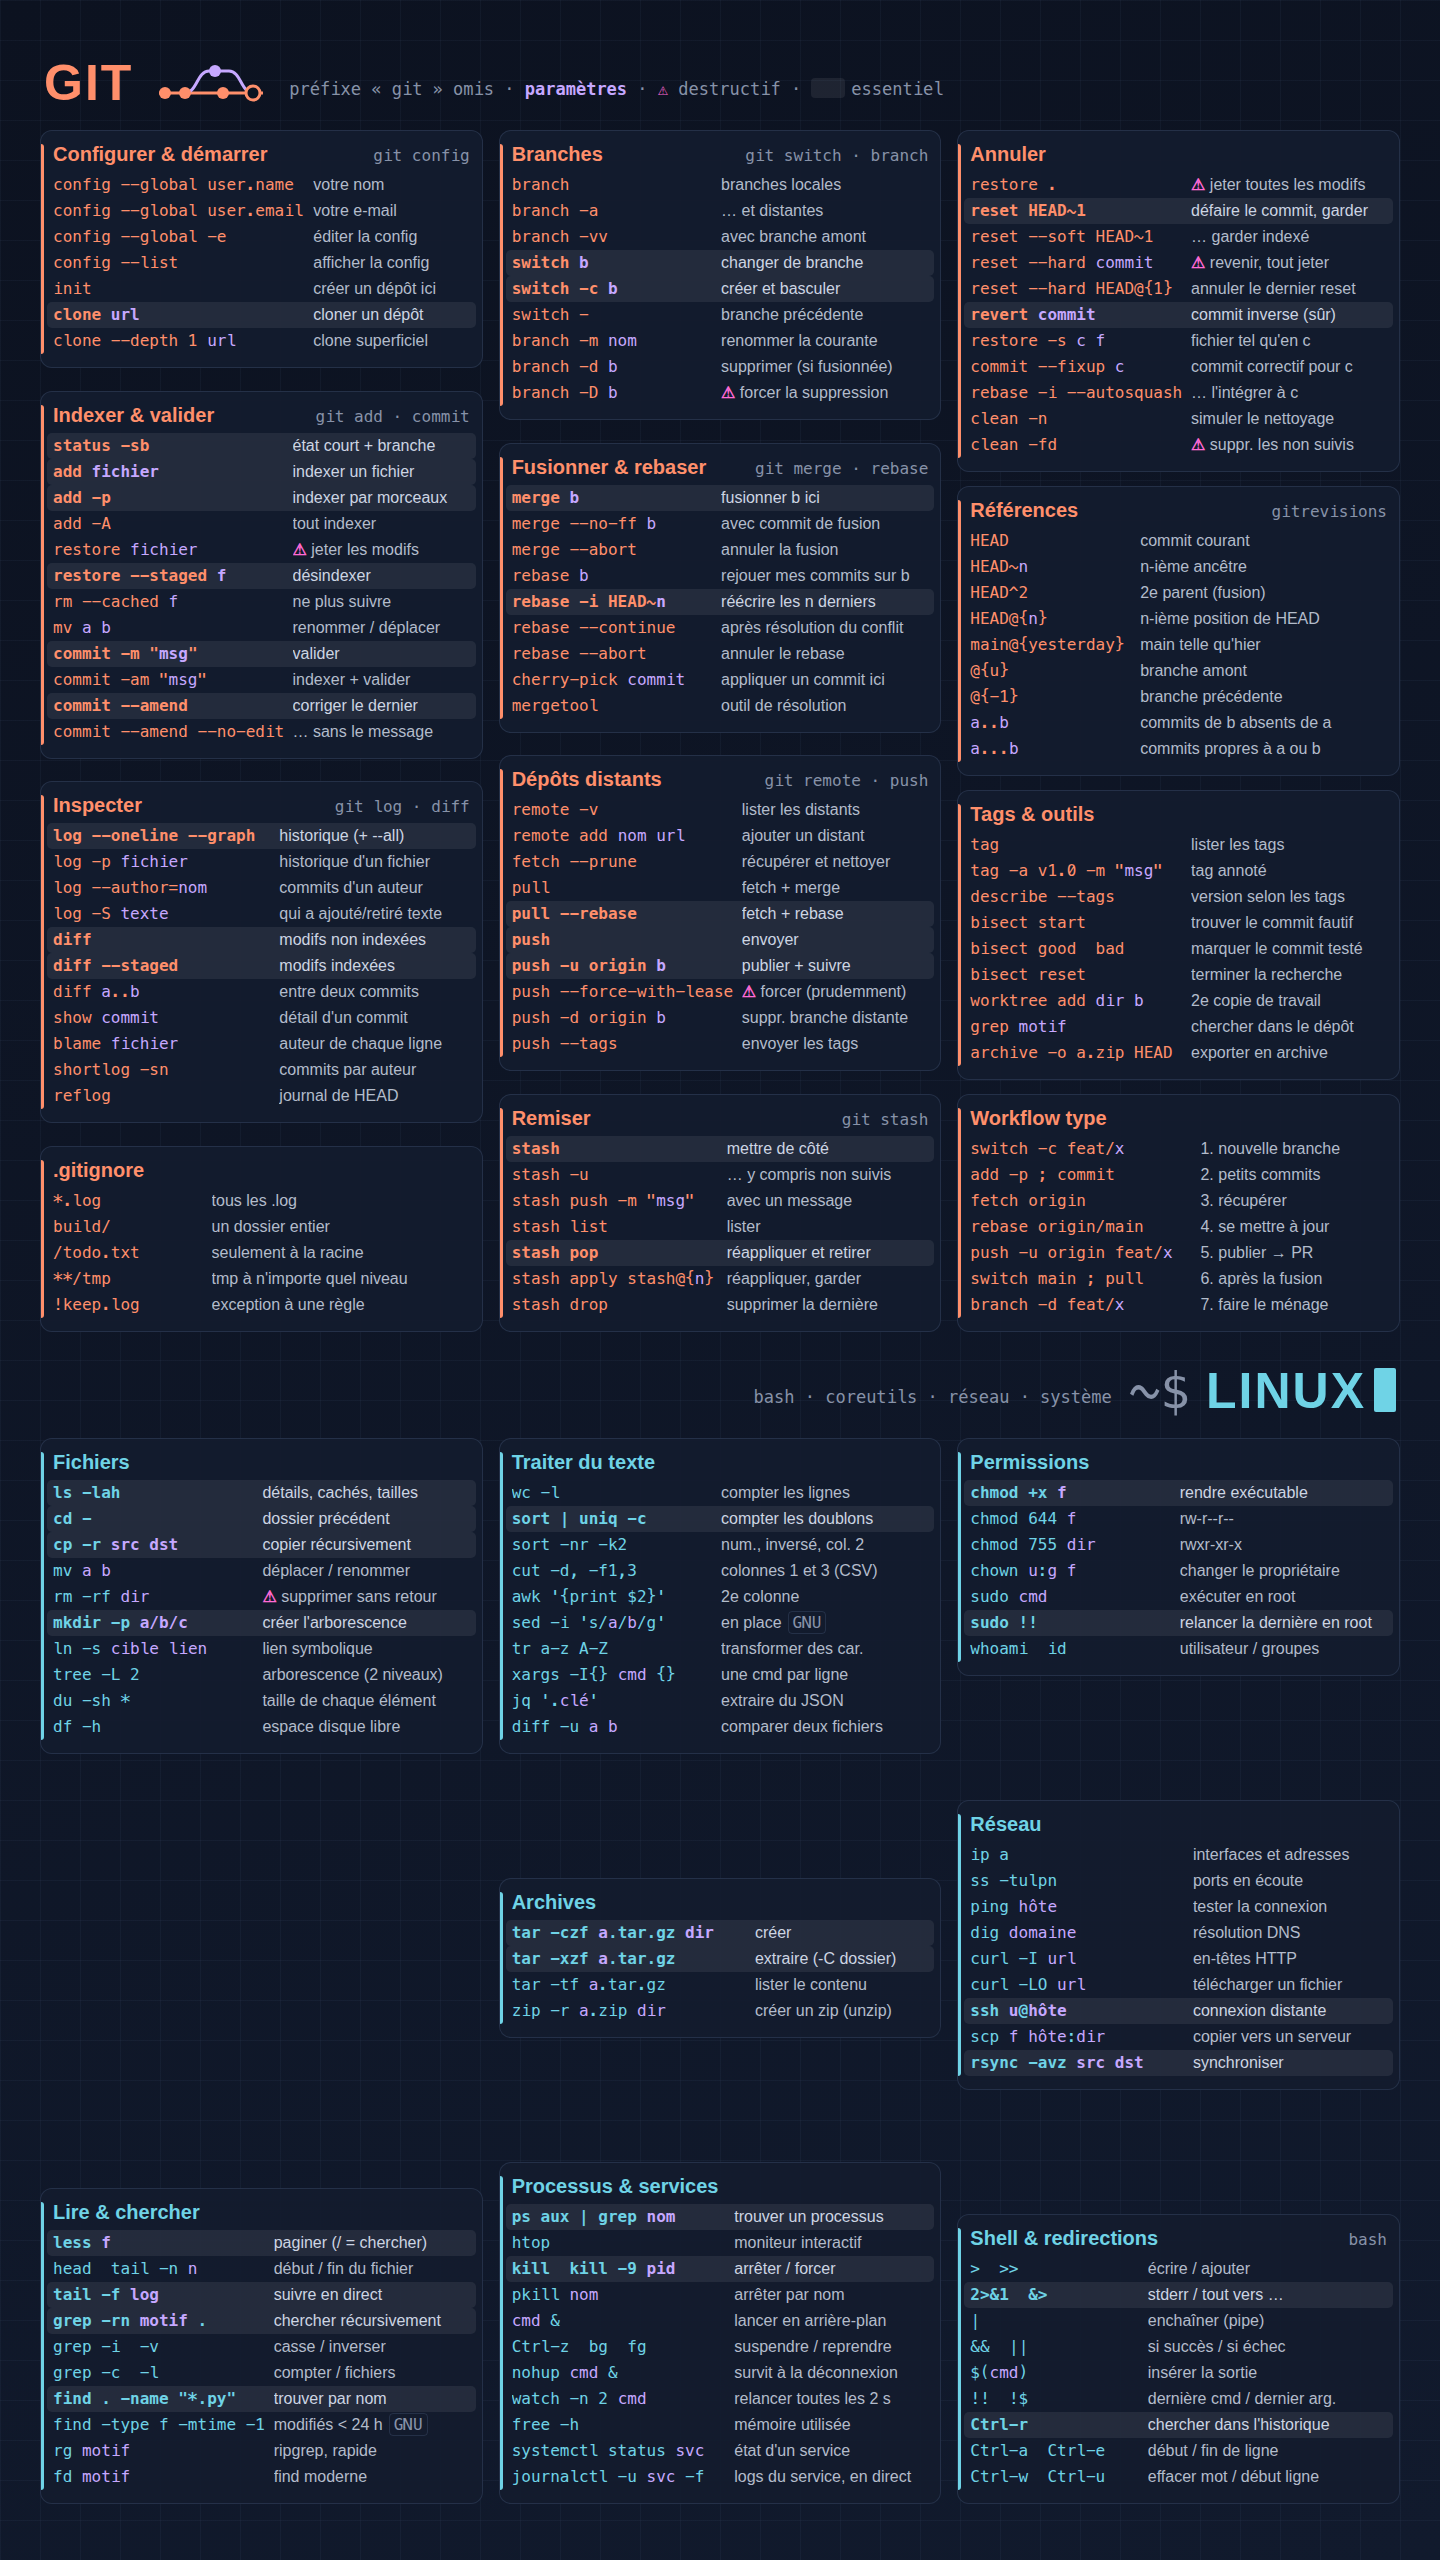 GIT
préfixe « git » omis · paramètres · ⚠ destructif · essentiel
Configurer & démarrer git config
config --global user.name votre nom
config --global user.email votre e-mail
config --global -e éditer la config
config --list afficher la config
init créer un dépôt ici
clone url cloner un dépôt
clone --depth 1 url clone superficiel
Indexer & valider git add · commit
status -sb état court + branche
add fichier indexer un fichier
add -p indexer par morceaux
add -A tout indexer
restore fichier ⚠ jeter les modifs
restore --staged f désindexer
rm --cached f ne plus suivre
mv a b renommer / déplacer
commit -m "msg" valider
commit -am "msg" indexer + valider
commit --amend corriger le dernier
commit --amend --no-edit … sans le message
Inspecter git log · diff
log --oneline --graph historique (+ --all)
log -p fichier historique d'un fichier
log --author=nom commits d'un auteur
log -S texte qui a ajouté/retiré texte
diff modifs non indexées
diff --staged modifs indexées
diff a..b entre deux commits
show commit détail d'un commit
blame fichier auteur de chaque ligne
shortlog -sn commits par auteur
reflog journal de HEAD
.gitignore
*.log tous les .log
build/ un dossier entier
/todo.txt seulement à la racine
**/tmp tmp à n'importe quel niveau
!keep.log exception à une règle
Branches git switch · branch
branch branches locales
branch -a … et distantes
branch -vv avec branche amont
switch b changer de branche
switch -c b créer et basculer
switch - branche précédente
branch -m nom renommer la courante
branch -d b supprimer (si fusionnée)
branch -D b ⚠ forcer la suppression
Fusionner & rebaser git merge · rebase
merge b fusionner b ici
merge --no-ff b avec commit de fusion
merge --abort annuler la fusion
rebase b rejouer mes commits sur b
rebase -i HEAD~n réécrire les n derniers
rebase --continue après résolution du conflit
rebase --abort annuler le rebase
cherry-pick commit appliquer un commit ici
mergetool outil de résolution
Dépôts distants git remote · push
remote -v lister les distants
remote add nom url ajouter un distant
fetch --prune récupérer et nettoyer
pull fetch + merge
pull --rebase fetch + rebase
push envoyer
push -u origin b publier + suivre
push --force-with-lease ⚠ forcer (prudemment)
push -d origin b suppr. branche distante
push --tags envoyer les tags
Remiser git stash
stash mettre de côté
stash -u … y compris non suivis
stash push -m "msg" avec un message
stash list lister
stash pop réappliquer et retirer
stash apply stash@{n} réappliquer, garder
stash drop supprimer la dernière
Annuler
restore . ⚠ jeter toutes les modifs
reset HEAD~1 défaire le commit, garder
reset --soft HEAD~1 … garder indexé
reset --hard commit ⚠ revenir, tout jeter
reset --hard HEAD@{1} annuler le dernier reset
revert commit commit inverse (sûr)
restore -s c f fichier tel qu'en c
commit --fixup c commit correctif pour c
rebase -i --autosquash … l'intégrer à c
clean -n simuler le nettoyage
clean -fd ⚠ suppr. les non suivis
Références gitrevisions
HEAD commit courant
HEAD~n n-ième ancêtre
HEAD^2 2e parent (fusion)
HEAD@{n} n-ième position de HEAD
main@{yesterday} main telle qu'hier
@{u} branche amont
@{-1} branche précédente
a..b commits de b absents de a
a...b commits propres à a ou b
Tags & outils
tag lister les tags
tag -a v1.0 -m "msg" tag annoté
describe --tags version selon les tags
bisect start trouver le commit fautif
bisect good bad marquer le commit testé
bisect reset terminer la recherche
worktree add dir b 2e copie de travail
grep motif chercher dans le dépôt
archive -o a.zip HEAD exporter en archive
Workflow type
switch -c feat/x 1. nouvelle branche
add -p ; commit 2. petits commits
fetch origin 3. récupérer
rebase origin/main 4. se mettre à jour
push -u origin feat/x 5. publier → PR
switch main ; pull 6. après la fusion
branch -d feat/x 7. faire le ménage
bash · coreutils · réseau · système ~$ LINUX
Fichiers
ls -lah détails, cachés, tailles
cd - dossier précédent
cp -r src dst copier récursivement
mv a b déplacer / renommer
rm -rf dir ⚠ supprimer sans retour
mkdir -p a/b/c créer l'arborescence
ln -s cible lien lien symbolique
tree -L 2 arborescence (2 niveaux)
du -sh * taille de chaque élément
df -h espace disque libre
Lire & chercher
less f paginer (/ = chercher)
head tail -n n début / fin du fichier
tail -f log suivre en direct
grep -rn motif . chercher récursivement
grep -i -v casse / inverser
grep -c -l compter / fichiers
find . -name "*.py" trouver par nom
find -type f -mtime -1 modifiés < 24 h GNU
rg motif ripgrep, rapide
fd motif find moderne
Traiter du texte
wc -l compter les lignes
sort | uniq -c compter les doublons
sort -nr -k2 num., inversé, col. 2
cut -d, -f1,3 colonnes 1 et 3 (CSV)
awk '{print $2}' 2e colonne
sed -i 's/a/b/g' en place GNU
tr a-z A-Z transformer des car.
xargs -I{} cmd {} une cmd par ligne
jq '.clé' extraire du JSON
diff -u a b comparer deux fichiers
Archives
tar -czf a.tar.gz dir créer
tar -xzf a.tar.gz extraire (-C dossier)
tar -tf a.tar.gz lister le contenu
zip -r a.zip dir créer un zip (unzip)
Processus & services
ps aux | grep nom trouver un processus
htop moniteur interactif
kill kill -9 pid arrêter / forcer
pkill nom arrêter par nom
cmd & lancer en arrière-plan
Ctrl-z bg fg suspendre / reprendre
nohup cmd & survit à la déconnexion
watch -n 2 cmd relancer toutes les 2 s
free -h mémoire utilisée
systemctl status svc état d'un service
journalctl -u svc -f logs du service, en direct
Permissions
chmod +x f rendre exécutable
chmod 644 f rw-r--r--
chmod 755 dir rwxr-xr-x
chown u:g f changer le propriétaire
sudo cmd exécuter en root
sudo !! relancer la dernière en root
whoami id utilisateur / groupes
Réseau
ip a interfaces et adresses
ss -tulpn ports en écoute
ping hôte tester la connexion
dig domaine résolution DNS
curl -I url en-têtes HTTP
curl -LO url télécharger un fichier
ssh u@hôte connexion distante
scp f hôte:dir copier vers un serveur
rsync -avz src dst synchroniser
Shell & redirections bash
> >> écrire / ajouter
2>&1 &> stderr / tout vers …
| enchaîner (pipe)
&& || si succès / si échec
$(cmd) insérer la sortie
!! !$ dernière cmd / dernier arg.
Ctrl-r chercher dans l'historique
Ctrl-a Ctrl-e début / fin de ligne
Ctrl-w Ctrl-u effacer mot / début ligne